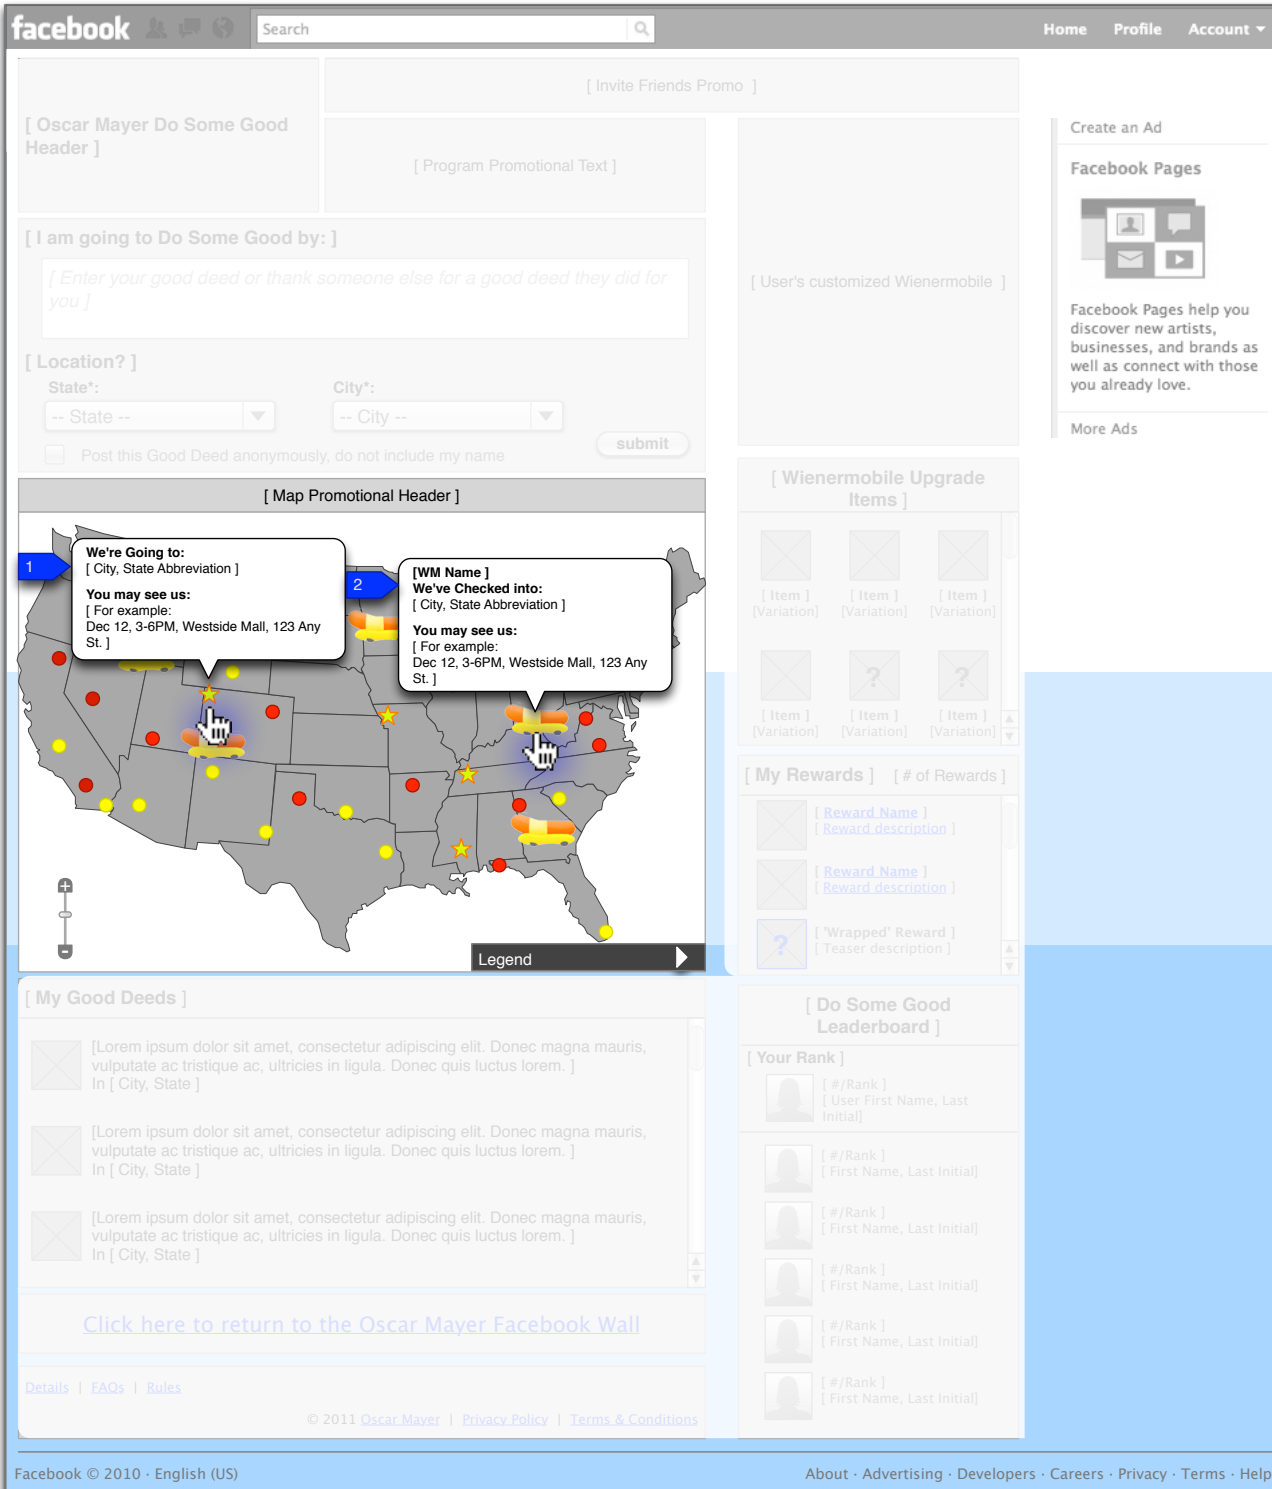 facebook
Search
Home Profile Account
[ Invite Friends Promo ]
[ Oscar Mayer Do Some Good
Header ]
[ Program Promotional Text ]
[ User's customized Wienermobile ]
Create an Ad
Facebook Pages
Facebook Pages help you
discover new artists,
businesses, and brands as
well as connect with those
you already love.
More Ads
[ I am going to Do Some Good by: ]
[ Enter your good deed or thank someone else for a good deed they did for
you ]
[ Location? ]
State*: City*:
-- State -- -- City --
submit
Post this Good Deed anonymously, do not include my name
[ Map Promotional Header ]
1
We're Going to:
[ City, State Abbreviation ]
You may see us:
[ For example:
Dec 12, 3-6PM, Westside Mall, 123 Any
St. ]
2
[WM Name ]
We've Checked into:
[ City, State Abbreviation ]
You may see us:
[ For example:
Dec 12, 3-6PM, Westside Mall, 123 Any
St. ]
Legend
[ Wienermobile Upgrade
Items ]
[ Item ] [ Item ] [ Item ]
[Variation] [Variation] [Variation]
? ?
[ Item ] [ Item ] [ Item ]
[Variation] [Variation] [Variation]
[ My Rewards ] [ # of Rewards ]
[ Reward Name ]
[ Reward description ]
[ Reward Name ]
[ Reward description ]
?
[ 'Wrapped' Reward ]
[ Teaser description ]
[ My Good Deeds ]
[Lorem ipsum dolor sit amet, consectetur adipiscing elit. Donec magna mauris,
vulputate ac tristique ac, ultricies in ligula. Donec quis luctus lorem. ]
In [ City, State ]
[Lorem ipsum dolor sit amet, consectetur adipiscing elit. Donec magna mauris,
vulputate ac tristique ac, ultricies in ligula. Donec quis luctus lorem. ]
In [ City, State ]
[Lorem ipsum dolor sit amet, consectetur adipiscing elit. Donec magna mauris,
vulputate ac tristique ac, ultricies in ligula. Donec quis luctus lorem. ]
In [ City, State ]
[ Do Some Good
Leaderboard ]
[ Your Rank ]
[ #/Rank ]
[ User First Name, Last
Initial]
[ #/Rank ]
[ First Name, Last Initial]
[ #/Rank ]
[ First Name, Last Initial]
[ #/Rank ]
[ First Name, Last Initial]
[ #/Rank ]
[ First Name, Last Initial]
[ #/Rank ]
[ First Name, Last Initial]
Click here to return to the Oscar Mayer Facebook Wall
Details | FAQs | Rules
© 2011 Oscar Mayer | Privacy Policy | Terms & Conditions
Facebook © 2010 · English (US)
About · Advertising · Developers · Careers · Privacy · Terms · Help